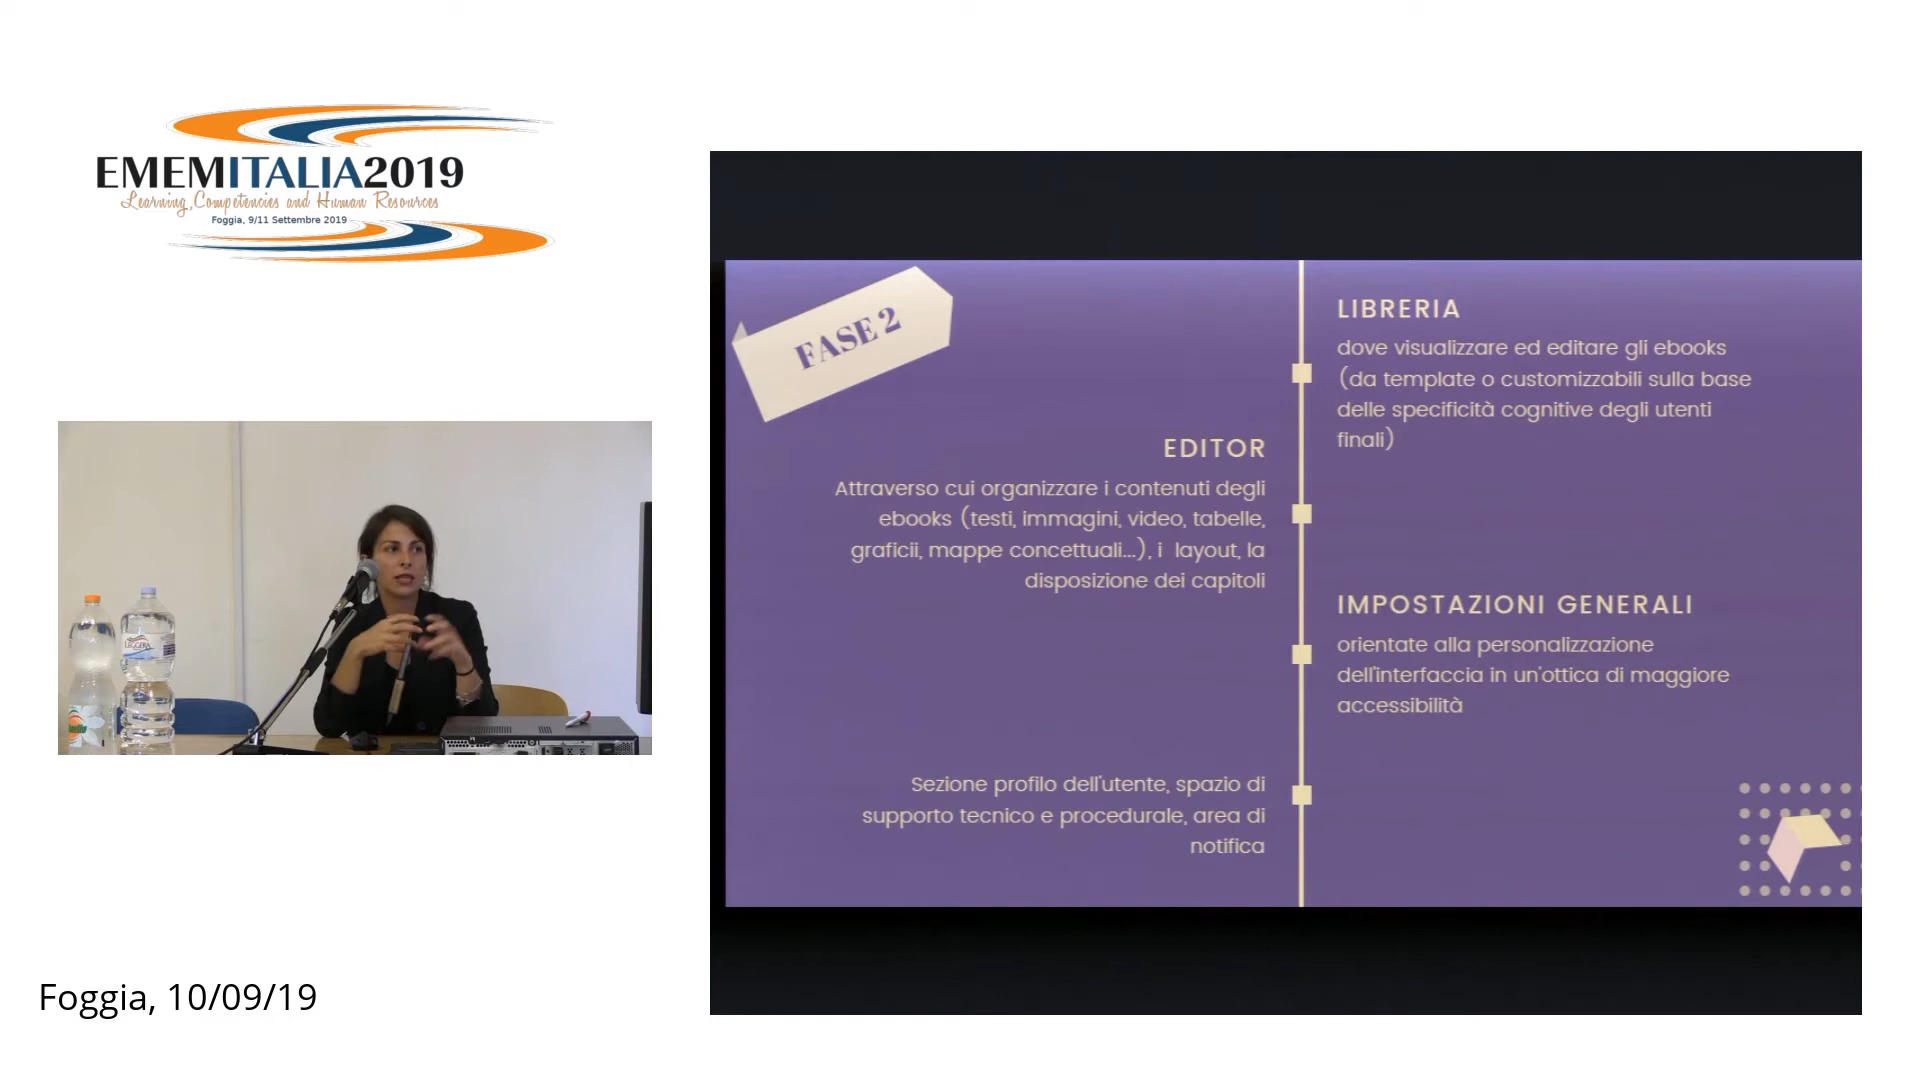 EMEMITALIA2019
Learning, Competencies and Human Resources
Foggia, 9/11 Settembre 2019
LEGGERA
Foggia, 10/09/19
FASE 2
LIBRERIA
dove visualizzare ed editare gli ebooks
(da template o customizzabili sulla base
delle specificità cognitive degli utenti
finali)
EDITOR
Attraverso cui organizzare i contenuti degli
ebooks (testi, immagini, video, tabelle,
graficii, mappe concettuali...), i  layout, la
disposizione dei capitoli
IMPOSTAZIONI GENERALI
orientate alla personalizzazione
dell'interfaccia in un'ottica di maggiore
accessibilità
Sezione profilo dell'utente, spazio di
supporto tecnico e procedurale, area di
notifica